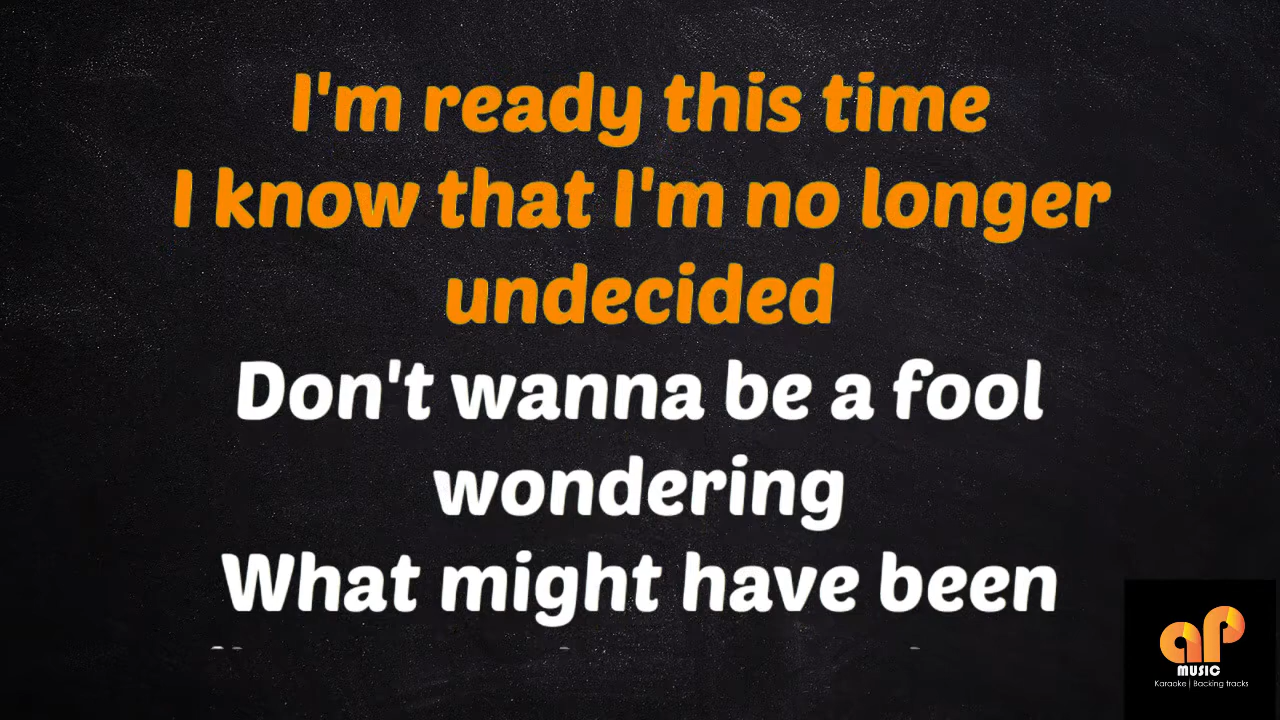 I'm ready this time
I know that I'm no longer
undecided
Don't wanna be a fool
wondering
What might have been
ap
MUSIC
Karaoke | Backing tracks